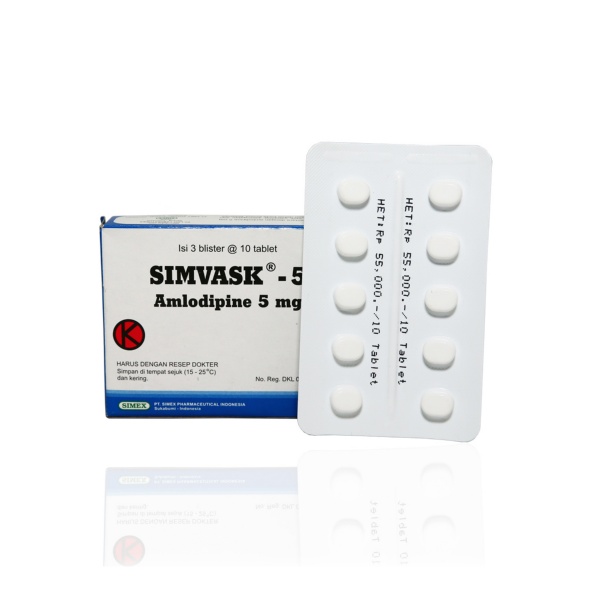 Isi 3 blister @ 10 tablet
SIMVASK® - 5
Amlodipine 5 mg
K
HARUS DENGAN RESEP DOKTER
Simpan di tempat sejuk (15 - 25°C)
dan kering.
No. Reg. DKL
SIMEX
PT. SIMEX PHARMACEUTICAL INDONESIA
Sukabumi - Indonesia
HET:Rp 55,000.-/10 Tablet
HET:Rp 55,000.-/10 Tablet